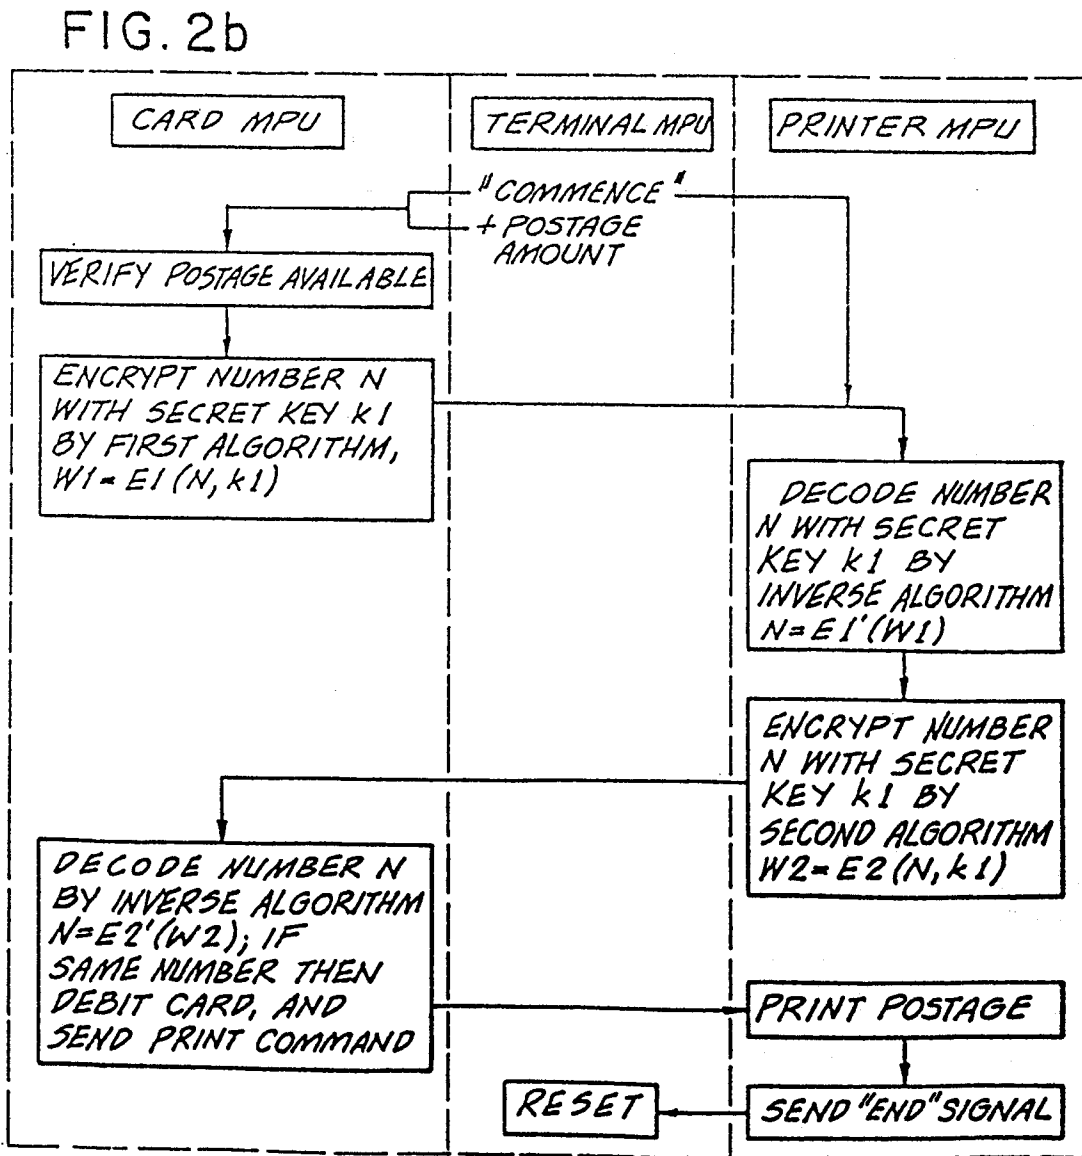 FIG. 2b
CARD MPU
TERMINAL MPU
PRINTER MPU
"COMMENCE"
+ POSTAGE
AMOUNT
VERIFY POSTAGE AVAILABLE
ENCRYPT NUMBER N
WITH SECRET KEY k1
BY FIRST ALGORITHM,
W1=E1(N,k1)
DECODE NUMBER
N WITH SECRET
KEY k1 BY
INVERSE ALGORITHM
N=E1'(W1)
ENCRYPT NUMBER
N WITH SECRET
KEY k1 BY
SECOND ALGORITHM
W2=E2(N,k1)
DECODE NUMBER N
BY INVERSE ALGORITHM
N=E2'(W2); IF
SAME NUMBER THEN
DEBIT CARD, AND
SEND PRINT COMMAND
PRINT POSTAGE
SEND "END" SIGNAL
RESET